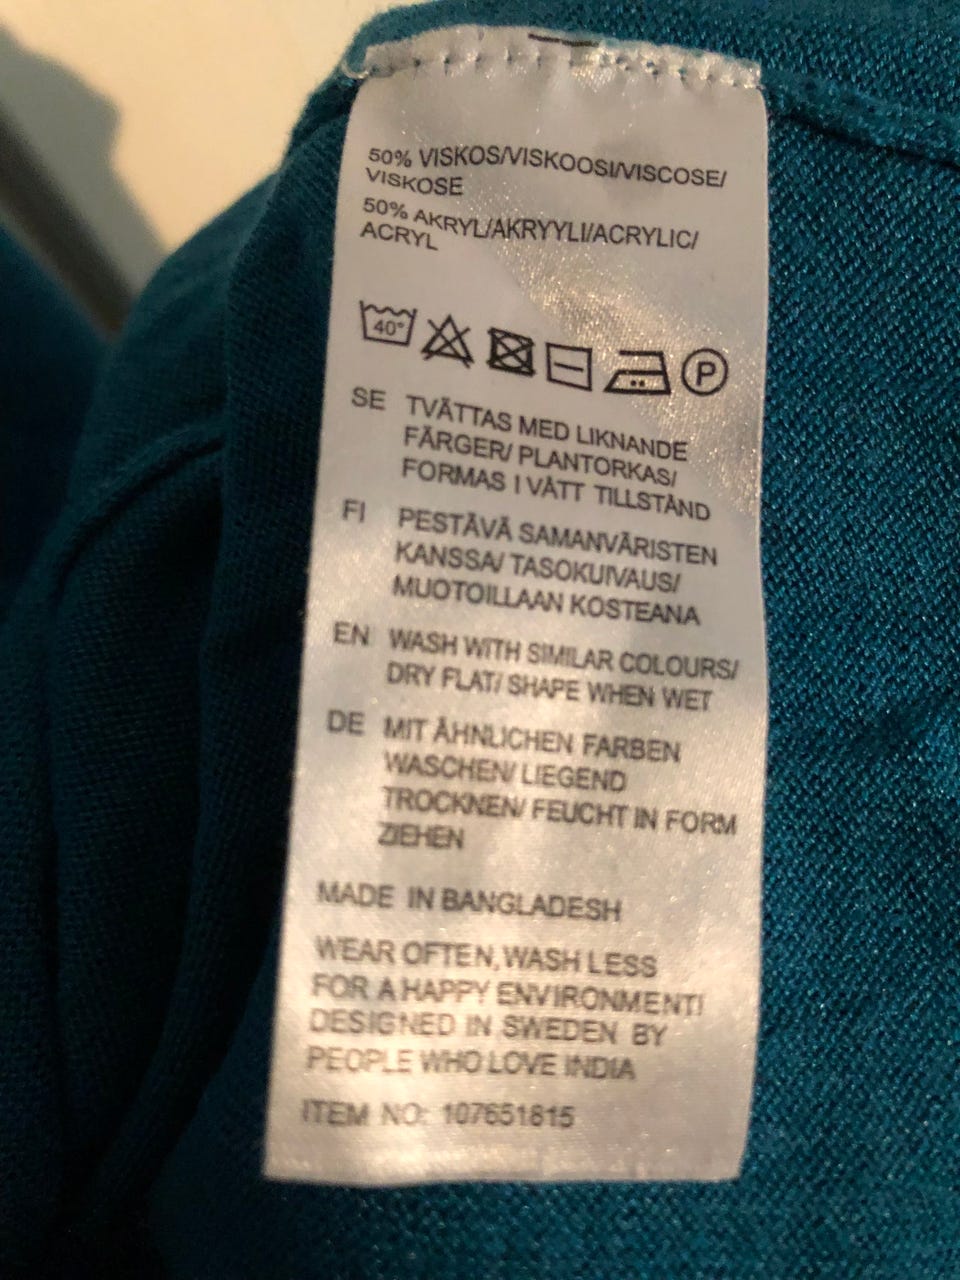 50% VISKOS/VISKOOSI/VISCOSE/
VISKOSE
50% AKRYL/AKRYYLI/ACRYLIC/
ACRYL
40° P
SE TVÄTTAS MED LIKNANDE
FÄRGER/ PLANTORKAS/
FORMAS I VÅTT TILLSTÅND
FI PESTÄVÄ SAMANVÄRISTEN
KANSSA/ TASOKUIVAUS/
MUOTOILLAAN KOSTEANA
EN WASH WITH SIMILAR COLOURS/
DRY FLAT/ SHAPE WHEN WET
DE MIT ÄHNLICHEN FARBEN
WASCHEN/ LIEGEND
TROCKNEN/ FEUCHT IN FORM
ZIEHEN
MADE IN BANGLADESH
WEAR OFTEN, WASH LESS
FOR A HAPPY ENVIRONMENT!
DESIGNED IN SWEDEN BY
PEOPLE WHO LOVE INDIA
ITEM NO: 107651815